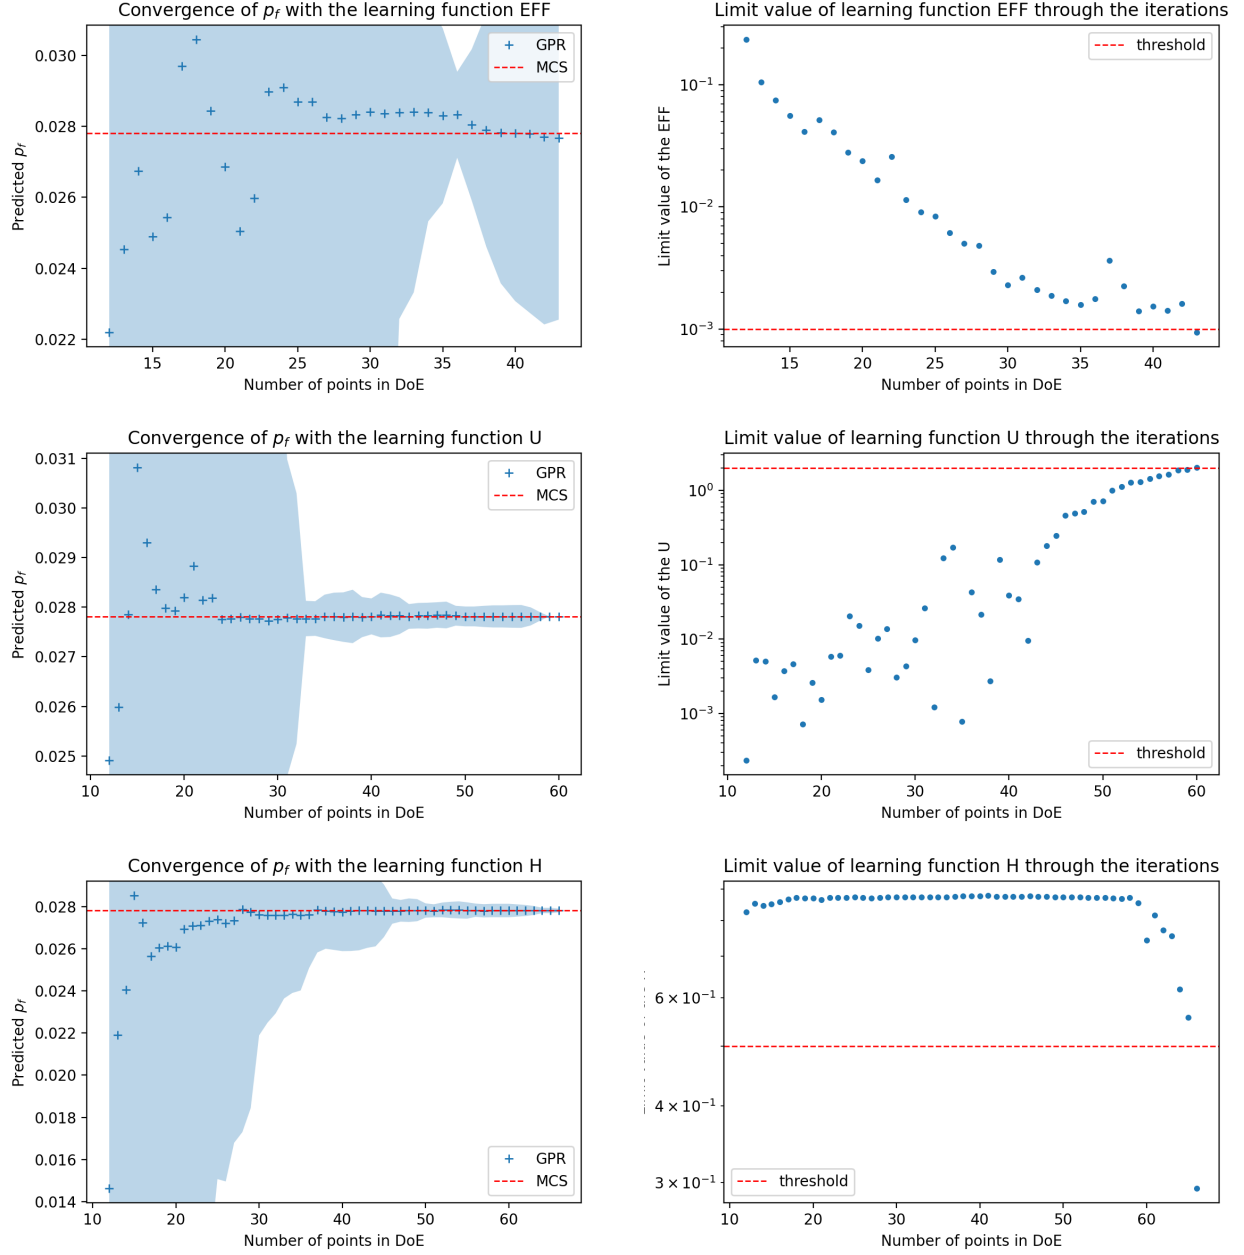 Convergence of p_f with the learning function EFF
0.030
0.028
0.026
0.024
0.022
Predicted p_f
GPR
MCS
15 20 25 30 35 40
Number of points in DoE
Limit value of learning function EFF through the iterations
10⁻¹
10⁻²
10⁻³
Limit value of the EFF
threshold
15 20 25 30 35 40
Number of points in DoE
Convergence of p_f with the learning function U
0.031
0.030
0.029
0.028
0.027
0.026
0.025
Predicted p_f
GPR
MCS
10 20 30 40 50 60
Number of points in DoE
Limit value of learning function U through the iterations
10⁰
10⁻¹
10⁻²
10⁻³
Limit value of the U
threshold
10 20 30 40 50 60
Number of points in DoE
Convergence of p_f with the learning function H
0.028
0.026
0.024
0.022
0.020
0.018
0.016
0.014
Predicted p_f
GPR
MCS
10 20 30 40 50 60
Number of points in DoE
Limit value of learning function H through the iterations
6 × 10⁻¹
4 × 10⁻¹
3 × 10⁻¹
threshold
10 20 30 40 50 60
Number of points in DoE